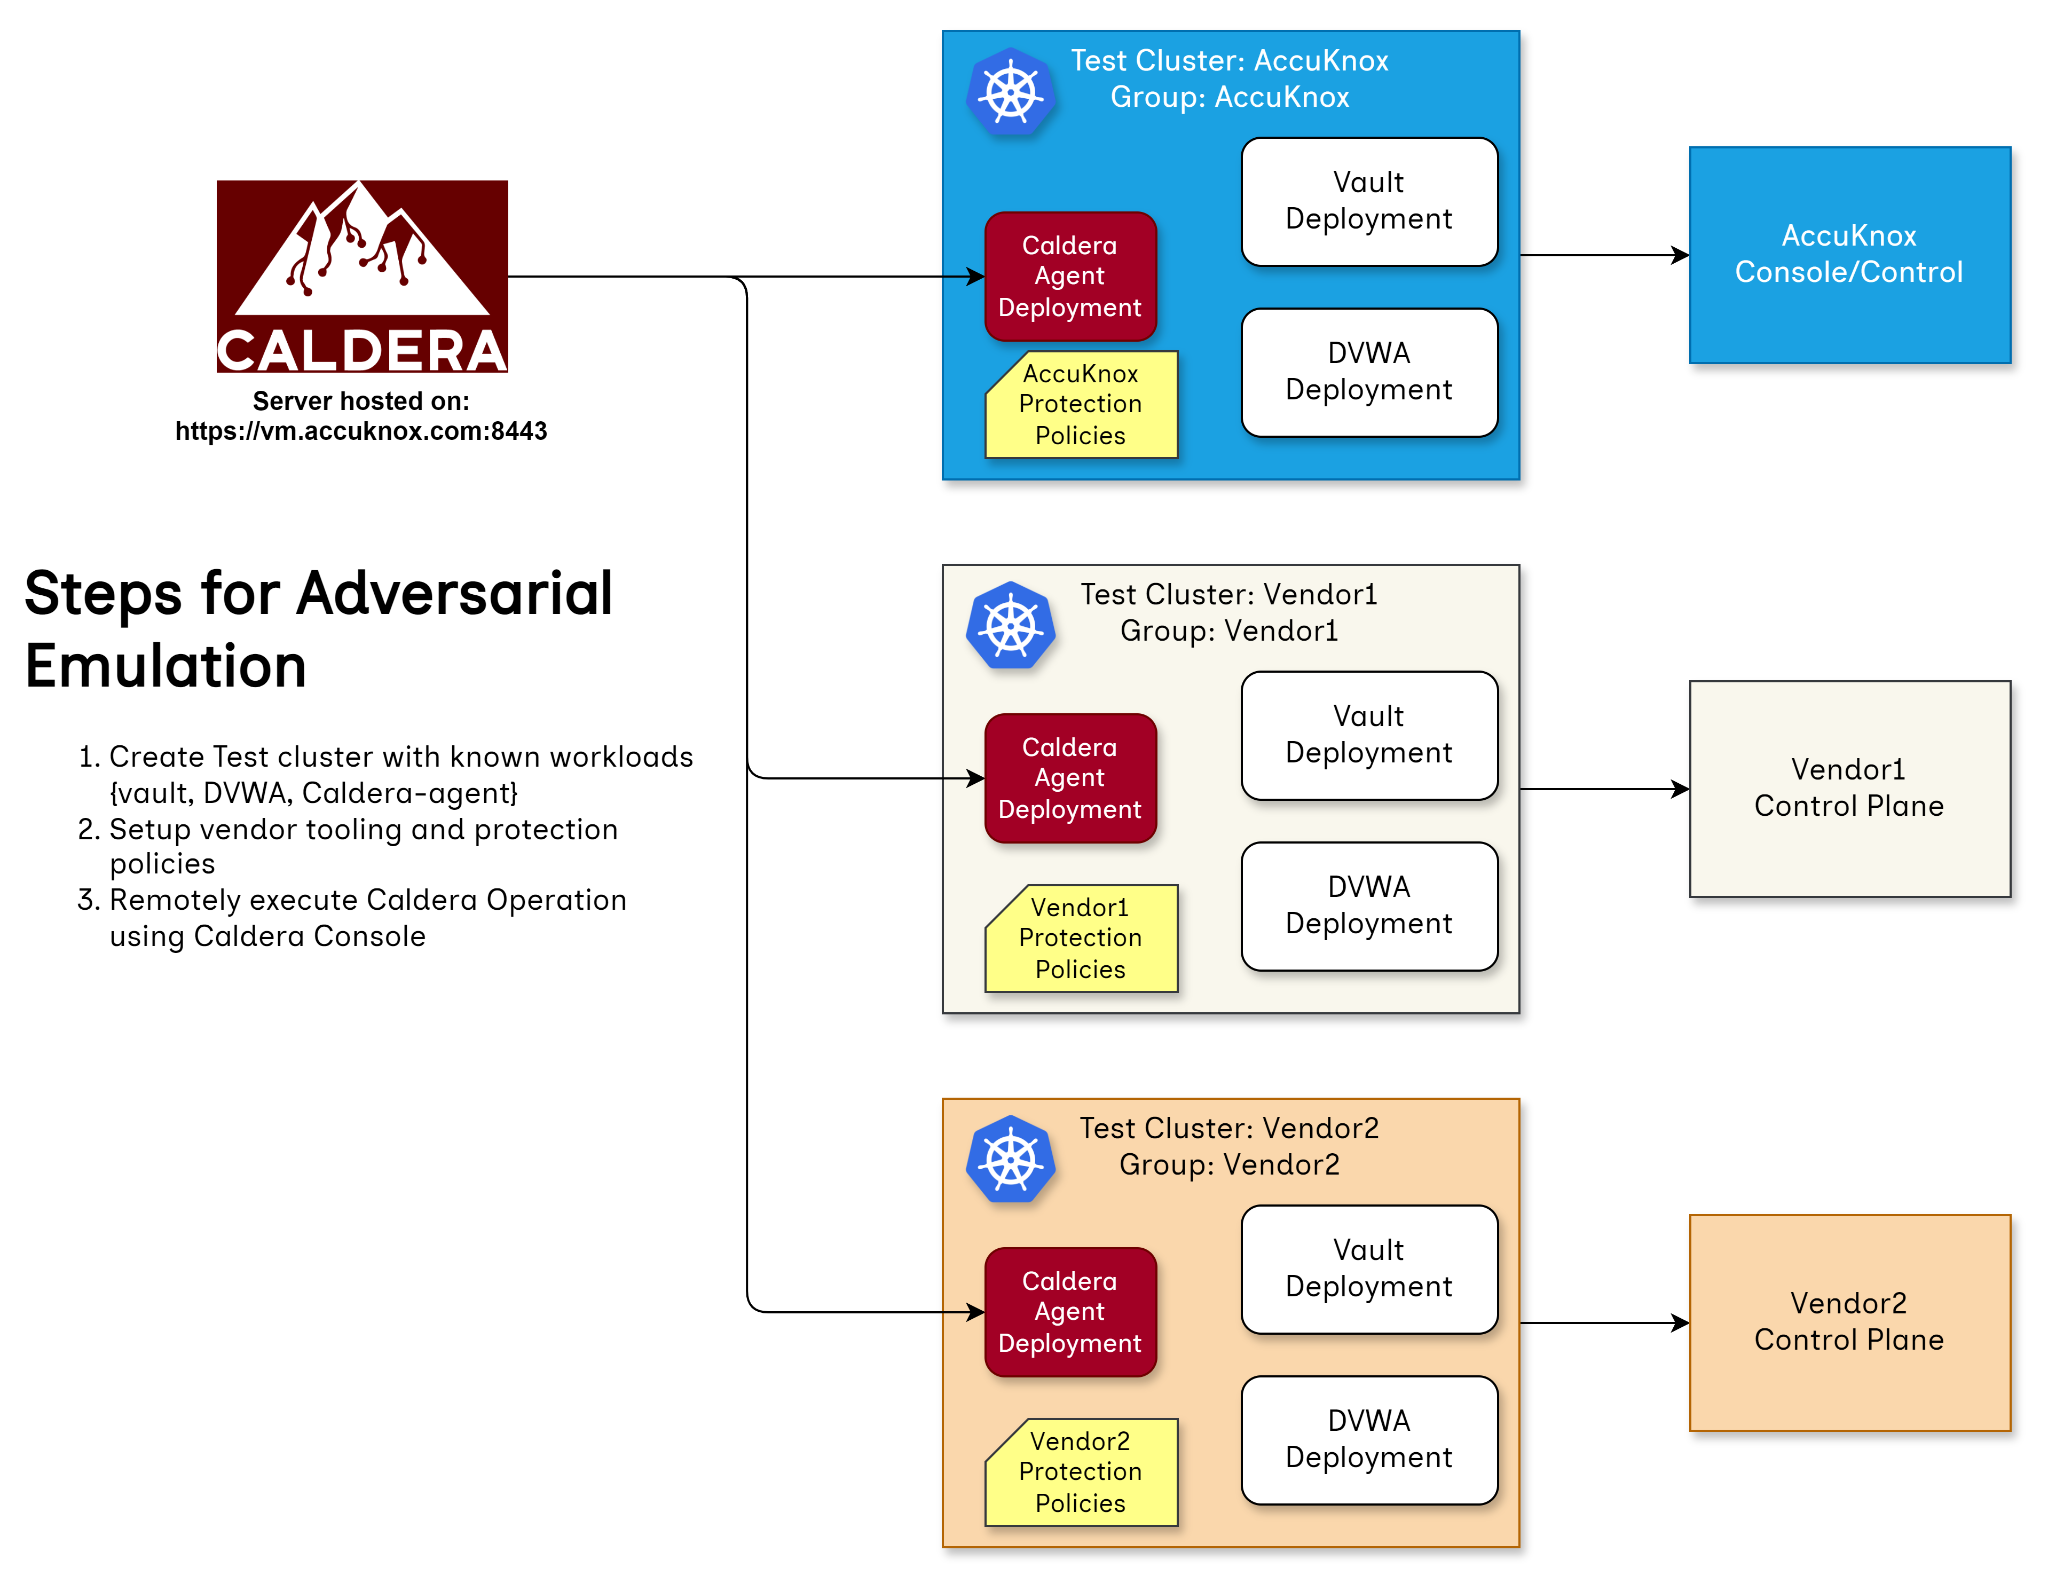 CALDERA
Server hosted on:
https://vm.accuknox.com:8443
Steps for Adversarial
Emulation
1. Create Test cluster with known workloads
{vault, DVWA, Caldera-agent}
2. Setup vendor tooling and protection
policies
3. Remotely execute Caldera Operation
using Caldera Console
Test Cluster: AccuKnox
Group: AccuKnox
Caldera
Agent
Deployment
AccuKnox
Protection
Policies
Vault
Deployment
DVWA
Deployment
AccuKnox
Console/Control
Test Cluster: Vendor1
Group: Vendor1
Caldera
Agent
Deployment
Vendor1
Protection
Policies
Vault
Deployment
DVWA
Deployment
Vendor1
Control Plane
Test Cluster: Vendor2
Group: Vendor2
Caldera
Agent
Deployment
Vendor2
Protection
Policies
Vault
Deployment
DVWA
Deployment
Vendor2
Control Plane